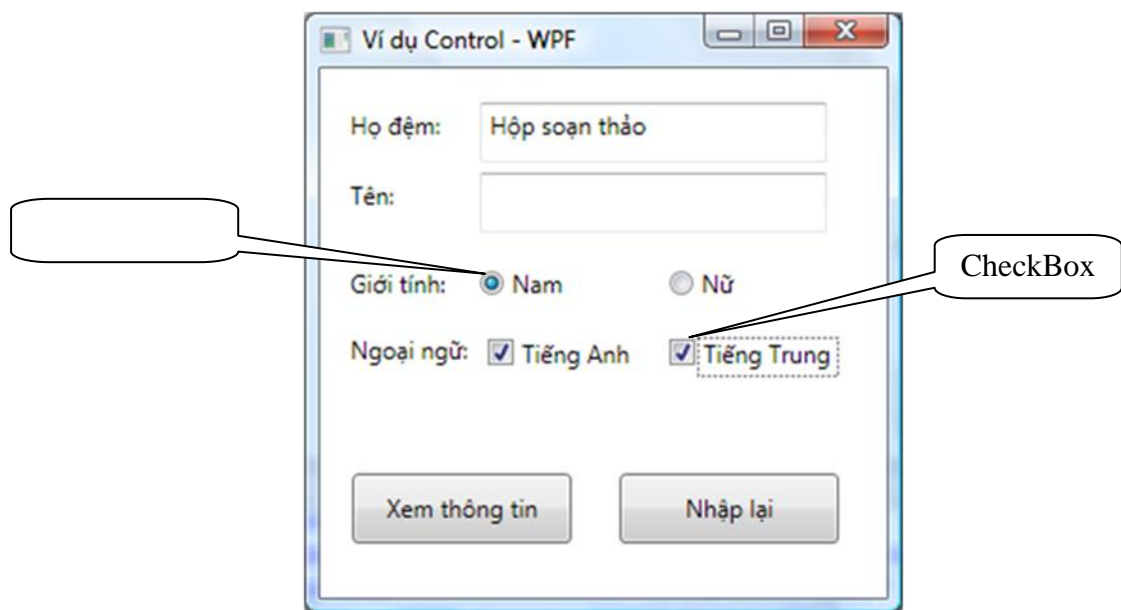 Ví dụ Control - WPF
Họ đệm: Hộp soạn thảo
Tên:
CheckBox
Giới tính: Nam Nữ
Ngoại ngữ: Tiếng Anh Tiếng Trung
Xem thông tin Nhập lại